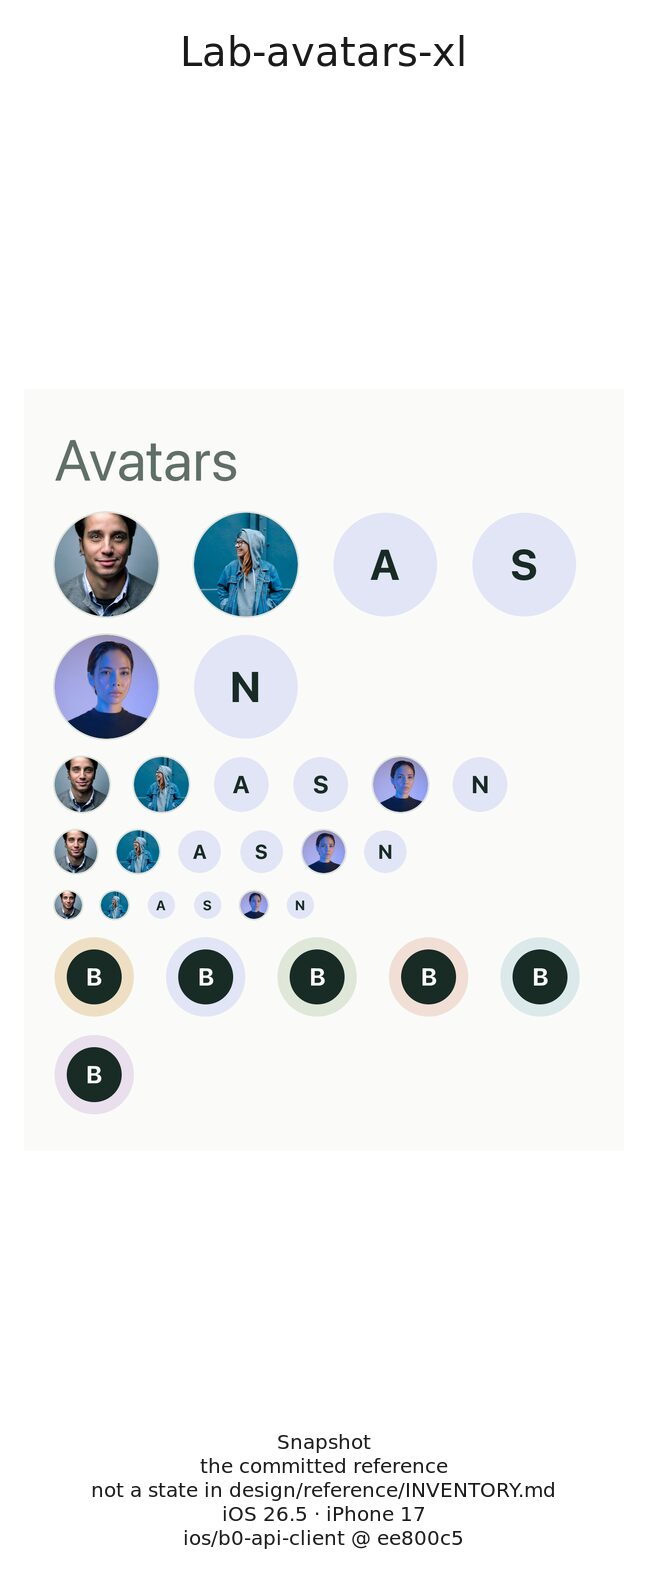 Lab-avatars-xl
Avatars
A S
N
A S N
A S N
A S N
B B B B B
B
Snapshot
the committed reference
not a state in design/reference/INVENTORY.md
iOS 26.5 · iPhone 17
ios/b0-api-client @ ee800c5